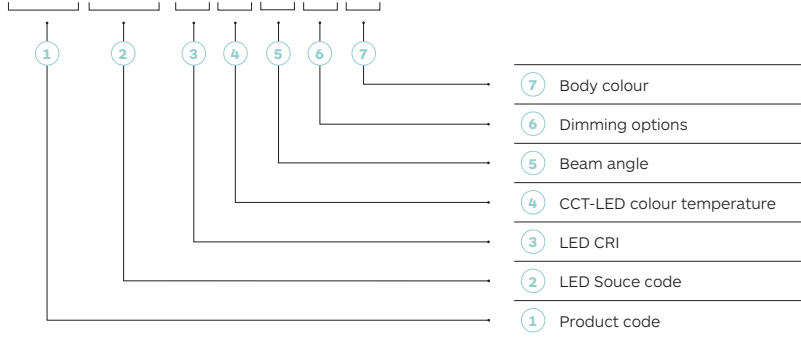 1 2 3 4 5 6 7
7 Body colour
6 Dimming options
5 Beam angle
4 CCT-LED colour temperature
3 LED CRI
2 LED Souce code
1 Product code